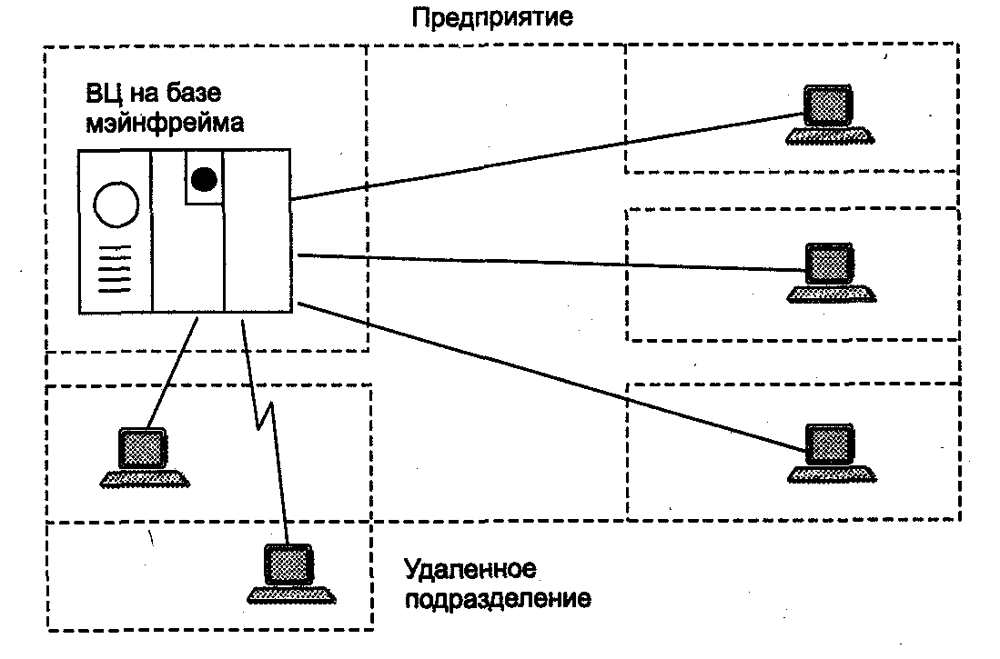 Предприятие
ВЦ на базе
мэйнфрейма
Удаленное
подразделение